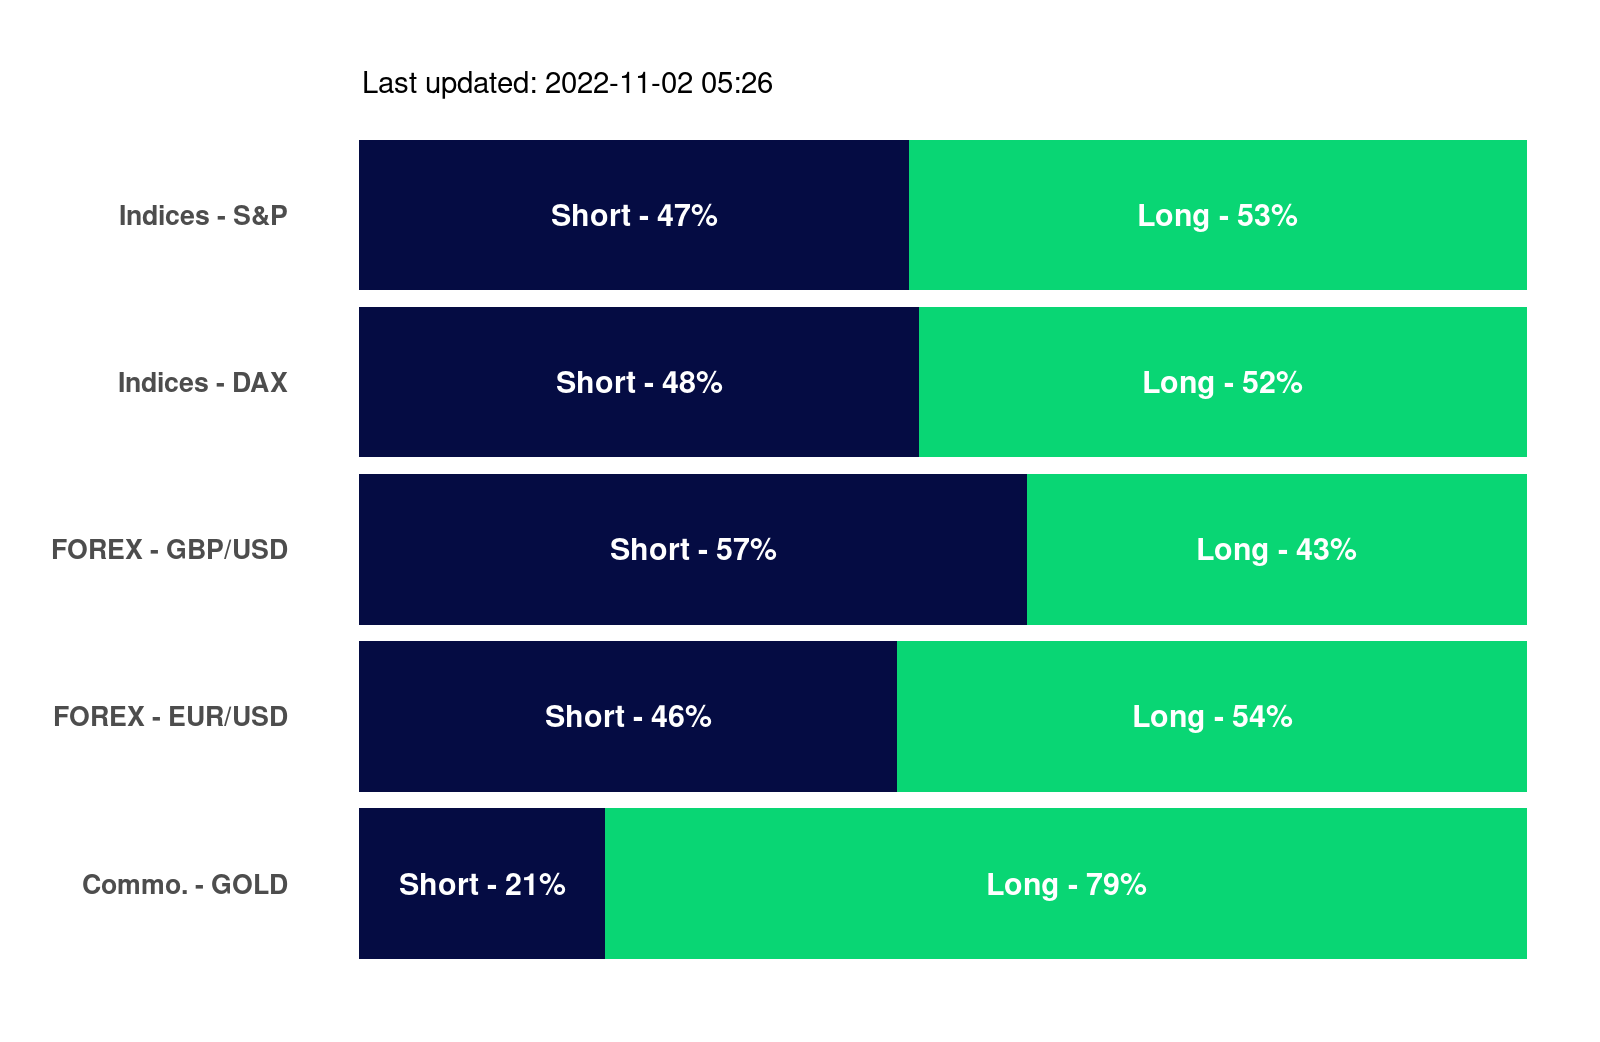 Last updated: 2022-11-02 05:26
Indices - S&P Short - 47% Long - 53%
Indices - DAX Short - 48% Long - 52%
FOREX - GBP/USD Short - 57% Long - 43%
FOREX - EUR/USD Short - 46% Long - 54%
Commo. - GOLD Short - 21% Long - 79%